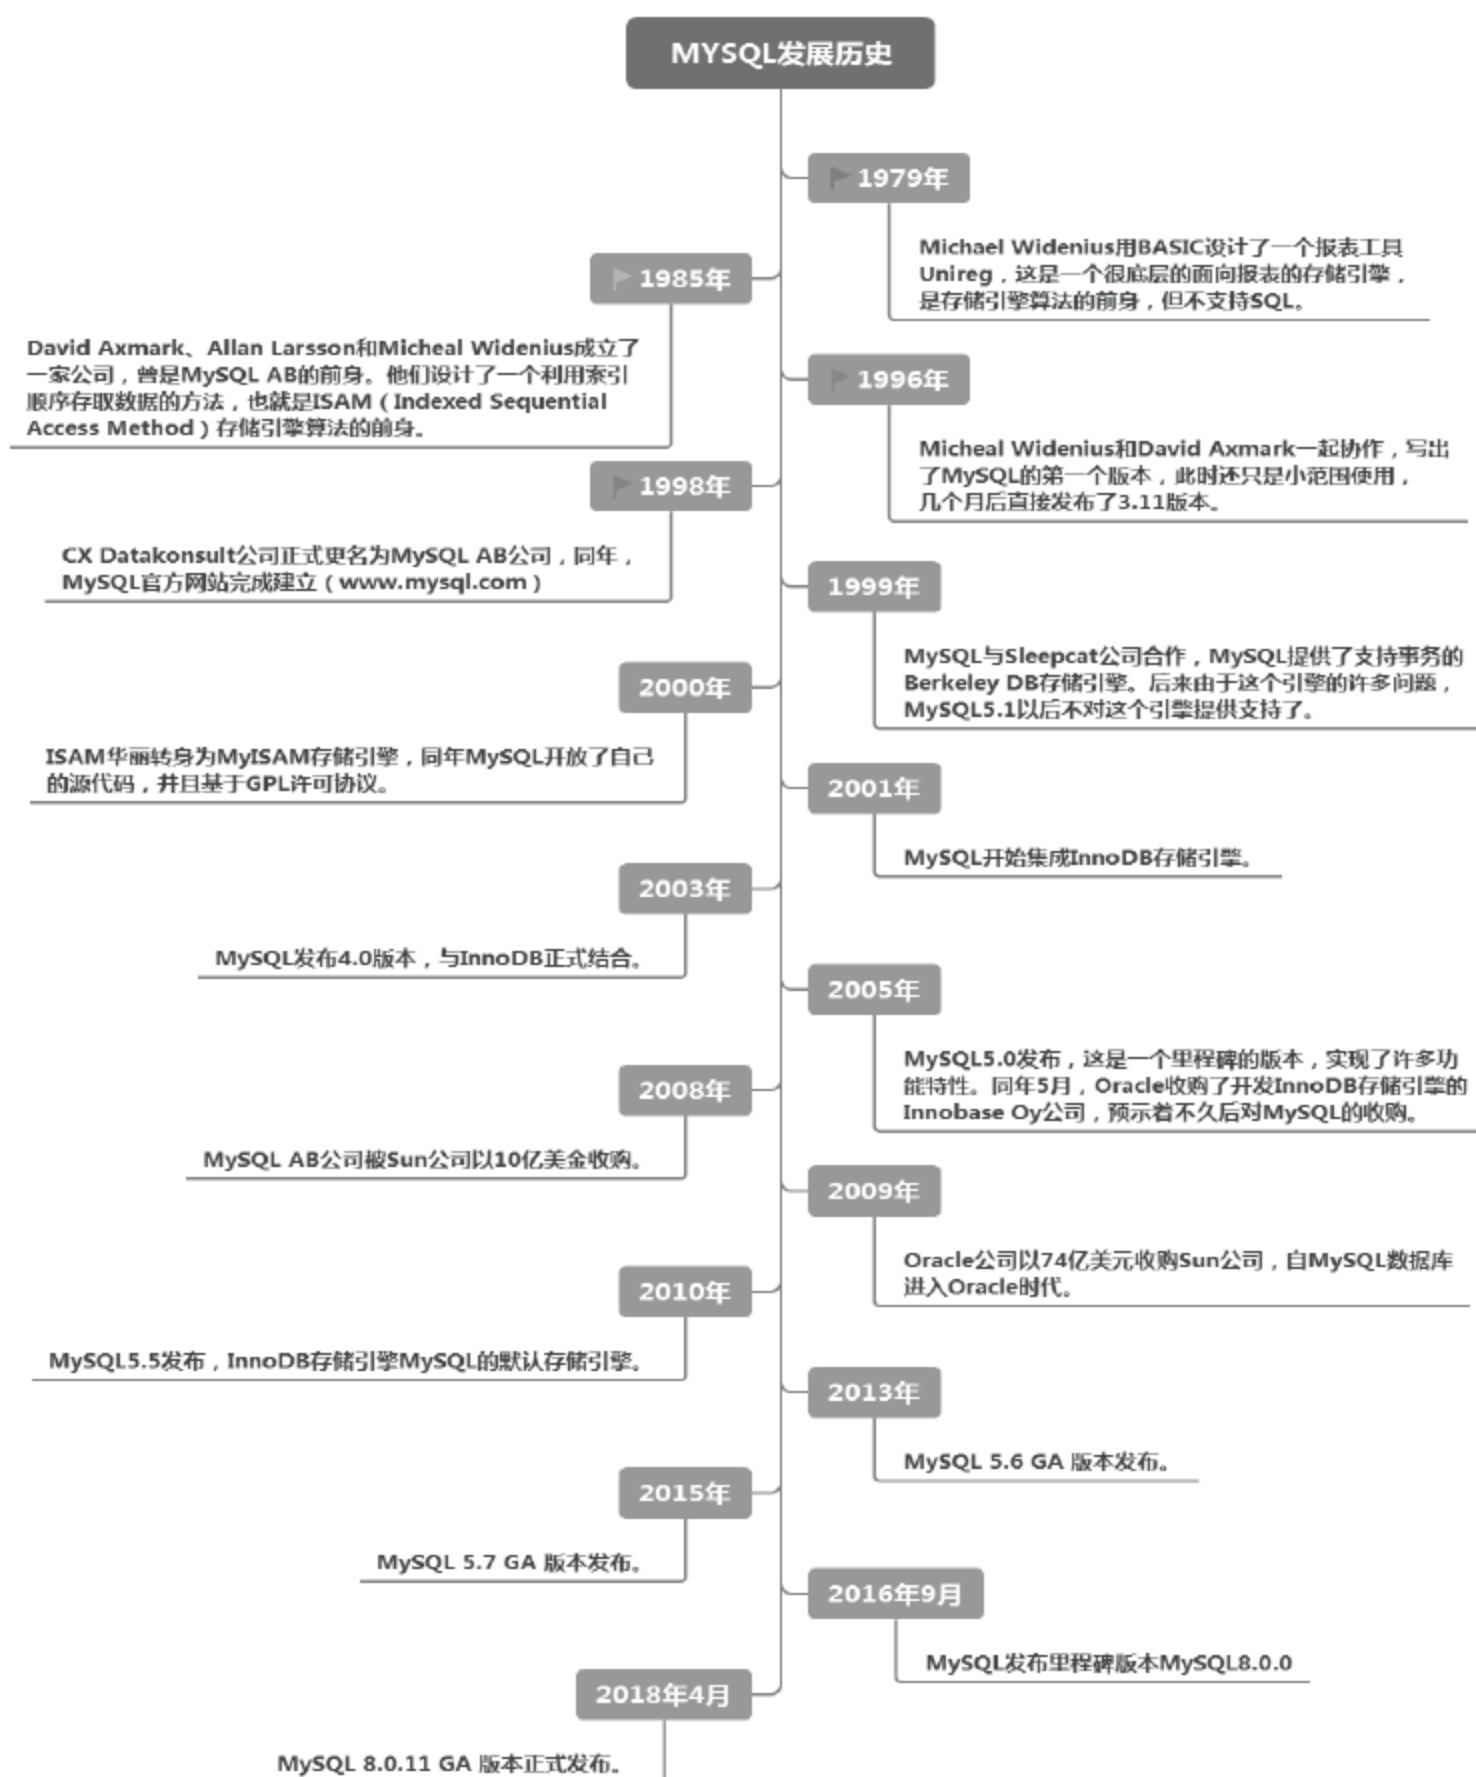 MYSQL发展历史
1979年
Michael Widenius用BASIC设计了一个报表工具
Unireg，这是一个很底层的面向报表的存储引擎，
是存储引擎算法的前身，但不支持SQL。
1985年
David Axmark、Allan Larsson和Micheal Widenius成立了
一家公司，曾是MySQL AB的前身。他们设计了一个利用索引
顺序存取数据的方法，也就是ISAM（Indexed Sequential
Access Method）存储引擎算法的前身。
1996年
Micheal Widenius和David Axmark一起协作，写出
了MySQL的第一个版本，此时还只是小范围使用，
几个月后直接发布了3.11版本。
1998年
CX Datakonsult公司正式更名为MySQL AB公司，同年，
MySQL官方网站完成建立（www.mysql.com）
1999年
MySQL与Sleepcat公司合作，MySQL提供了支持事务的
Berkeley DB存储引擎。后来由于这个引擎的许多问题，
MySQL5.1以后不对这个引擎提供支持了。
2000年
ISAM华丽转身为MyISAM存储引擎，同年MySQL开放了自己
的源代码，并且基于GPL许可协议。
2001年
MySQL开始集成InnoDB存储引擎。
2003年
MySQL发布4.0版本，与InnoDB正式结合。
2005年
MySQL5.0发布，这是一个里程碑的版本，实现了许多功
能特性。同年5月，Oracle收购了开发InnoDB存储引擎的
Innobase Oy公司，预示着不久后对MySQL的收购。
2008年
MySQL AB公司被Sun公司以10亿美金收购。
2009年
Oracle公司以74亿美元收购Sun公司，自MySQL数据库
进入Oracle时代。
2010年
MySQL5.5发布，InnoDB存储引擎MySQL的默认存储引擎。
2013年
MySQL 5.6 GA 版本发布。
2015年
MySQL 5.7 GA 版本发布。
2016年9月
MySQL发布里程碑版本MySQL8.0.0
2018年4月
MySQL 8.0.11 GA 版本正式发布。